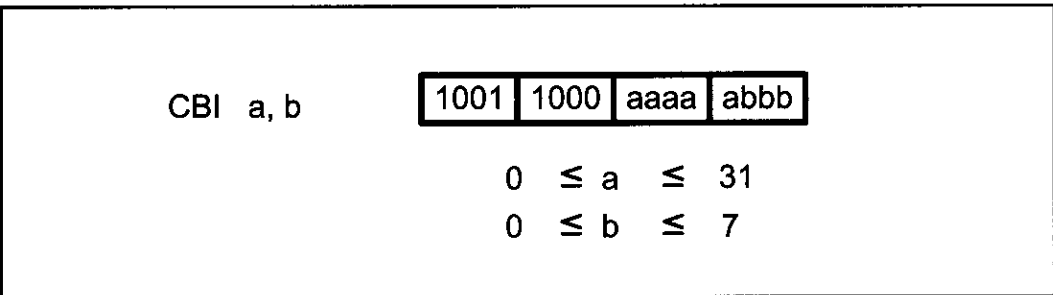 CBI a, b 1001 1000 aaaa abbb
0 ≤ a ≤ 31
0 ≤ b ≤ 7